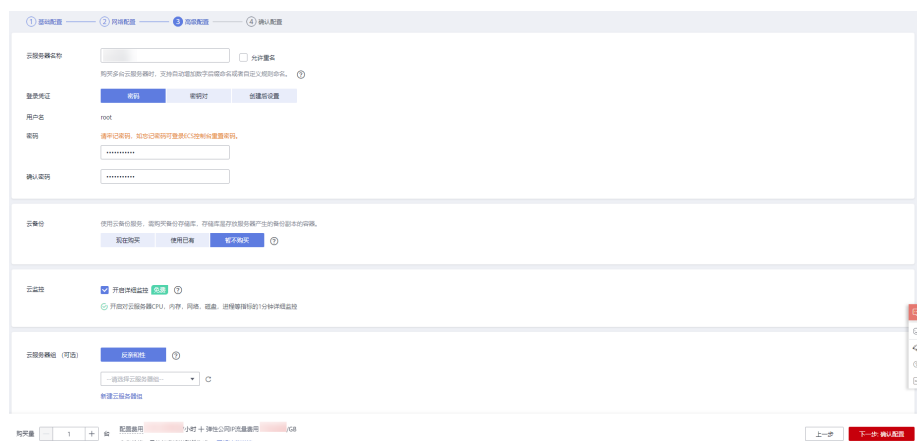 1 基础配置 2 网络配置 3 高级配置 4 确认配置
云服务器名称 允许重名
购买多台云服务器时，支持自动增加数字后缀命名或者自定义规则命名。 ?
登录凭证 密码 密钥对 创建后设置
用户名 root
密码 请牢记密码，如忘记密码可登录ECS控制台重置密码。
•••••••••••
确认密码 •••••••••••
云备份 使用云备份服务，需购买备份存储库，存储库是存放服务器产生的备份副本的容器。
现在购买 使用已有 暂不购买 ?
云监控 开启详细监控 免费 ?
开启对云服务器CPU、内存、网络、磁盘、进程等指标的1分钟详细监控
云服务器组 (可选) 反亲和性 ?
--请选择云服务器组-- C
新建云服务器组
购买量 1 + 台 配置费用 /小时 + 弹性公网IP流量费用 /GB
上一步 下一步: 确认配置